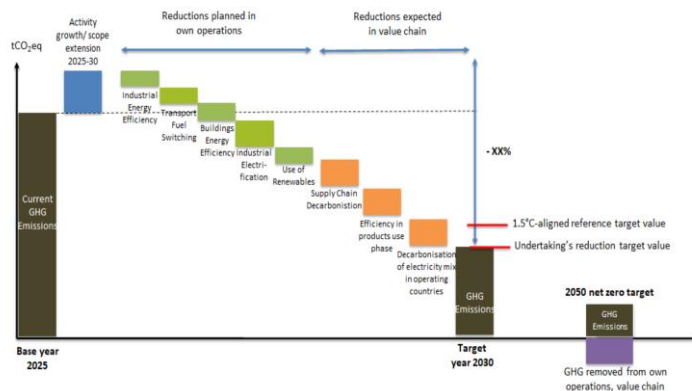 Activity
growth/ scope
extension
2025-30
Reductions planned in
own operations
Reductions expected
in value chain
tCO₂eq
Industrial
Energy
Efficiency
Transport
Fuel
Switching
Buildings
Energy
Efficiency
Industrial
Electri-
fication
Use of
Renewables
Supply Chain
Decarbonistion
Efficiency in
products use
phase
Decarbonisation
of electricity mix
in operating
countries
- XX%
1.5°C-aligned reference target value
Undertaking's reduction target value
Current
GHG
Emissions
GHG
Emissions
2050 net zero target
GHG
Emissions
Base year
2025
Target
year 2030
GHG removed from own
operations, value chain